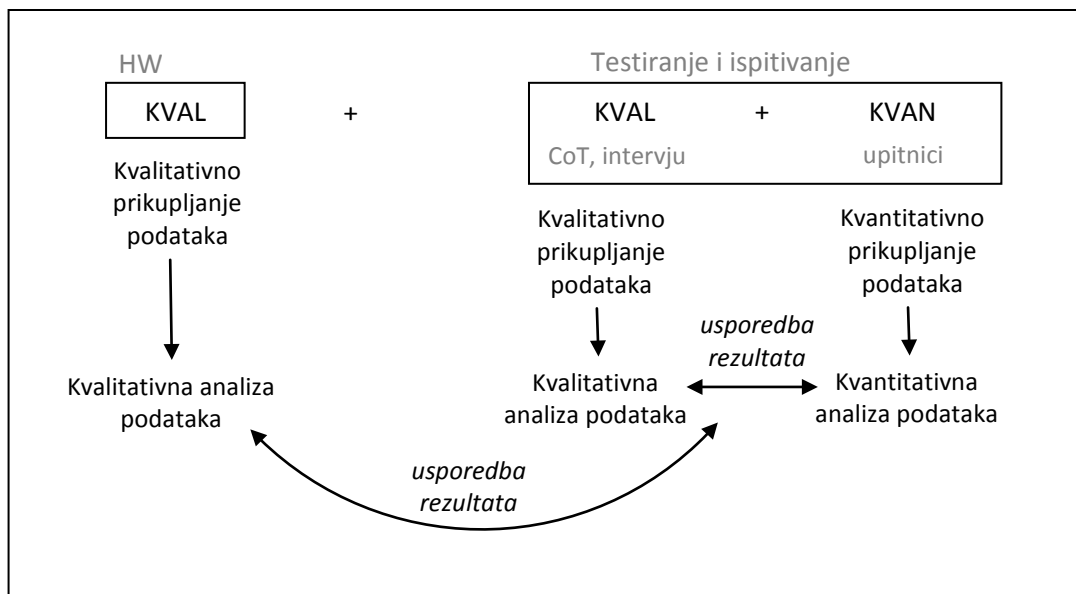 HW
KVAL
Kvalitativno
prikupljanje
podataka
Kvalitativna analiza
podataka
+
Testiranje i ispitivanje
KVAL + KVAN
CoT, intervju upitnici
Kvalitativno
prikupljanje
podataka
Kvantitativno
prikupljanje
podataka
usporedba
rezultata
Kvalitativna
analiza podataka
Kvantitativna
analiza podataka
usporedba
rezultata